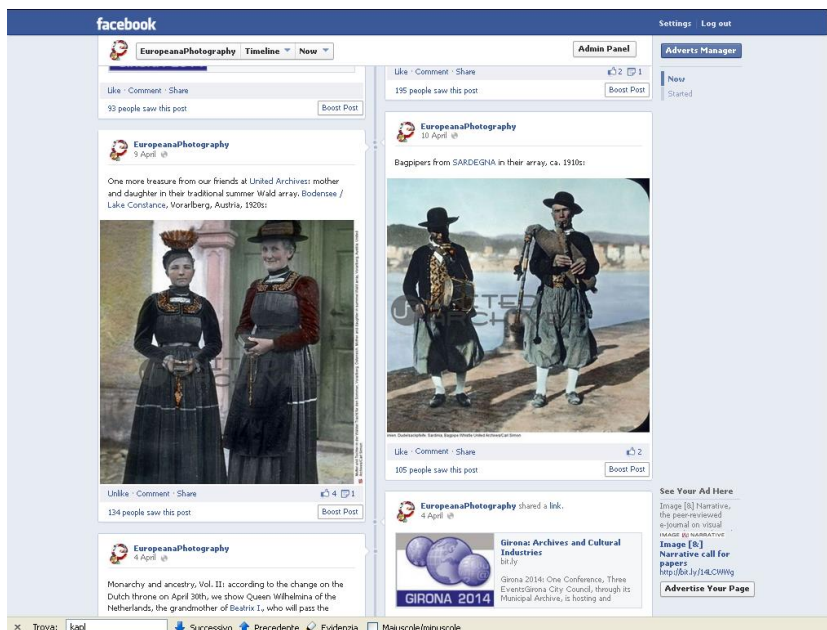 facebook
Settings Log out
EuropeanaPhotography Timeline Now
Admin Panel
Adverts Manager
Now
Started
Like · Comment · Share
93 people saw this post
Boost Post
EuropeanaPhotography
9 April
One more treasure from our friends at United Archives: mother
and daughter in their traditional summer Wald array. Bodensee /
Lake Constance, Vorarlberg, Austria, 1920s:
Unlike · Comment · Share
4 1
134 people saw this post
Boost Post
EuropeanaPhotography
4 April
Monarchy and ancestry, Vol. II: according to the change on the
Dutch throne on April 30th, we show Queen Wilhelmina of the
Netherlands, the grandmother of Beatrix I., who will pass the
Like · Comment · Share
2 1
195 people saw this post
Boost Post
EuropeanaPhotography
10 April
Bagpipers from SARDEGNA in their array, ca. 1910s:
UNITED
ARCHIVES
Like · Comment · Share
2
105 people saw this post
Boost Post
EuropeanaPhotography shared a link.
4 April
GIRONA 2014
Girona: Archives and Cultural
Industries
bit.ly
Girona 2014: One Conference, Three
EventsGirona City Council, through its
Municipal Archive, is hosting and
See Your Ad Here
Image [&] Narrative,
the peer-reviewed
e-journal on visual
IMAGE [&] NARRATIVE
Image [&]
Narrative call for
papers
http://bit.ly/14LCWWg
Advertise Your Page
Trova: kapl
Successivo Precedente Evidenzia Maiuscole/minuscole